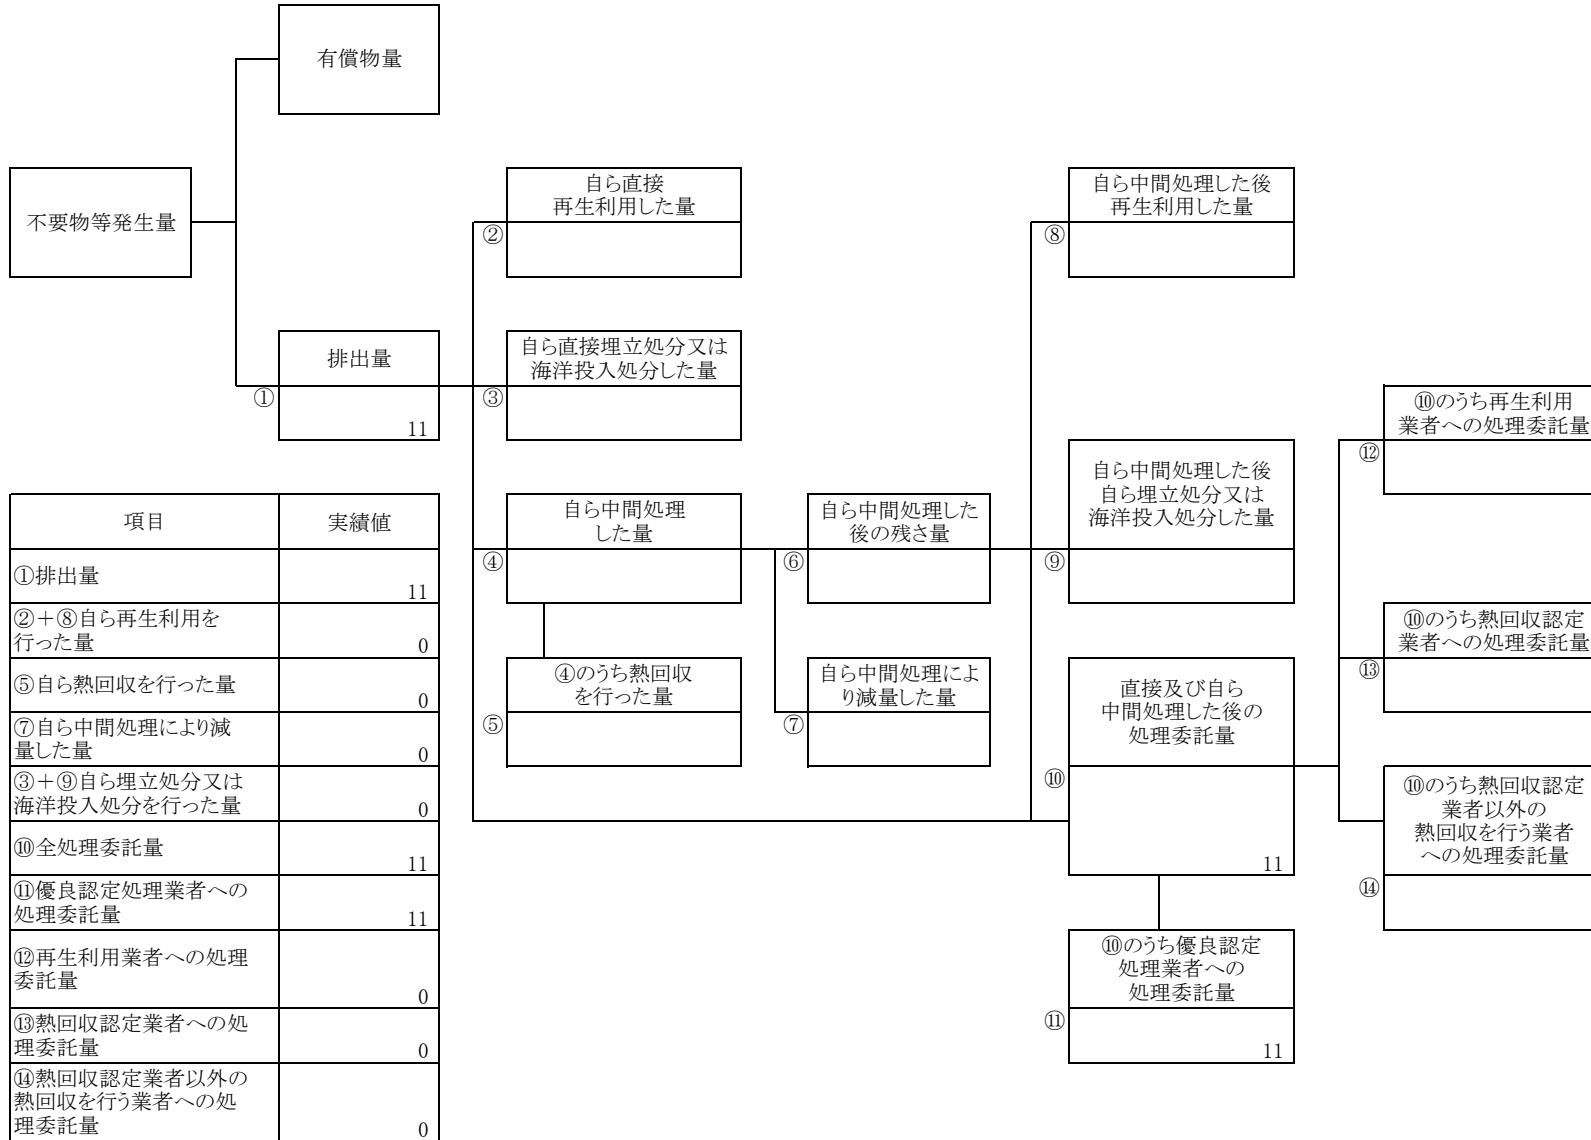 有償物量
不要物等発生量
排出量
①
11
自ら直接
再生利用した量
②
自ら直接埋立処分又は
海洋投入処分した量
③
自ら中間処理
した量
④
④のうち熱回収
を行った量
⑤
自ら中間処理した
後の残さ量
⑥
自ら中間処理によ
り減量した量
⑦
自ら中間処理した後
再生利用した量
⑧
自ら中間処理した後
自ら埋立処分又は
海洋投入処分した量
⑨
直接及び自ら
中間処理した後の
処理委託量
⑩
11
⑩のうち優良認定
処理業者への
処理委託量
⑪
11
⑩のうち再生利用
業者への処理委託量
⑫
⑩のうち熱回収認定
業者への処理委託量
⑬
⑩のうち熱回収認定
業者以外の
熱回収を行う業者
への処理委託量
⑭
項目 実績値
①排出量 11
②+⑧自ら再生利用を
行った量 0
⑤自ら熱回収を行った量 0
⑦自ら中間処理により減
量した量 0
③+⑨自ら埋立処分又は
海洋投入処分を行った量 0
⑩全処理委託量 11
⑪優良認定処理業者への
処理委託量 11
⑫再生利用業者への処理
委託量 0
⑬熱回収認定業者への処
理委託量 0
⑭熱回収認定業者以外の
熱回収を行う業者への処
理委託量 0